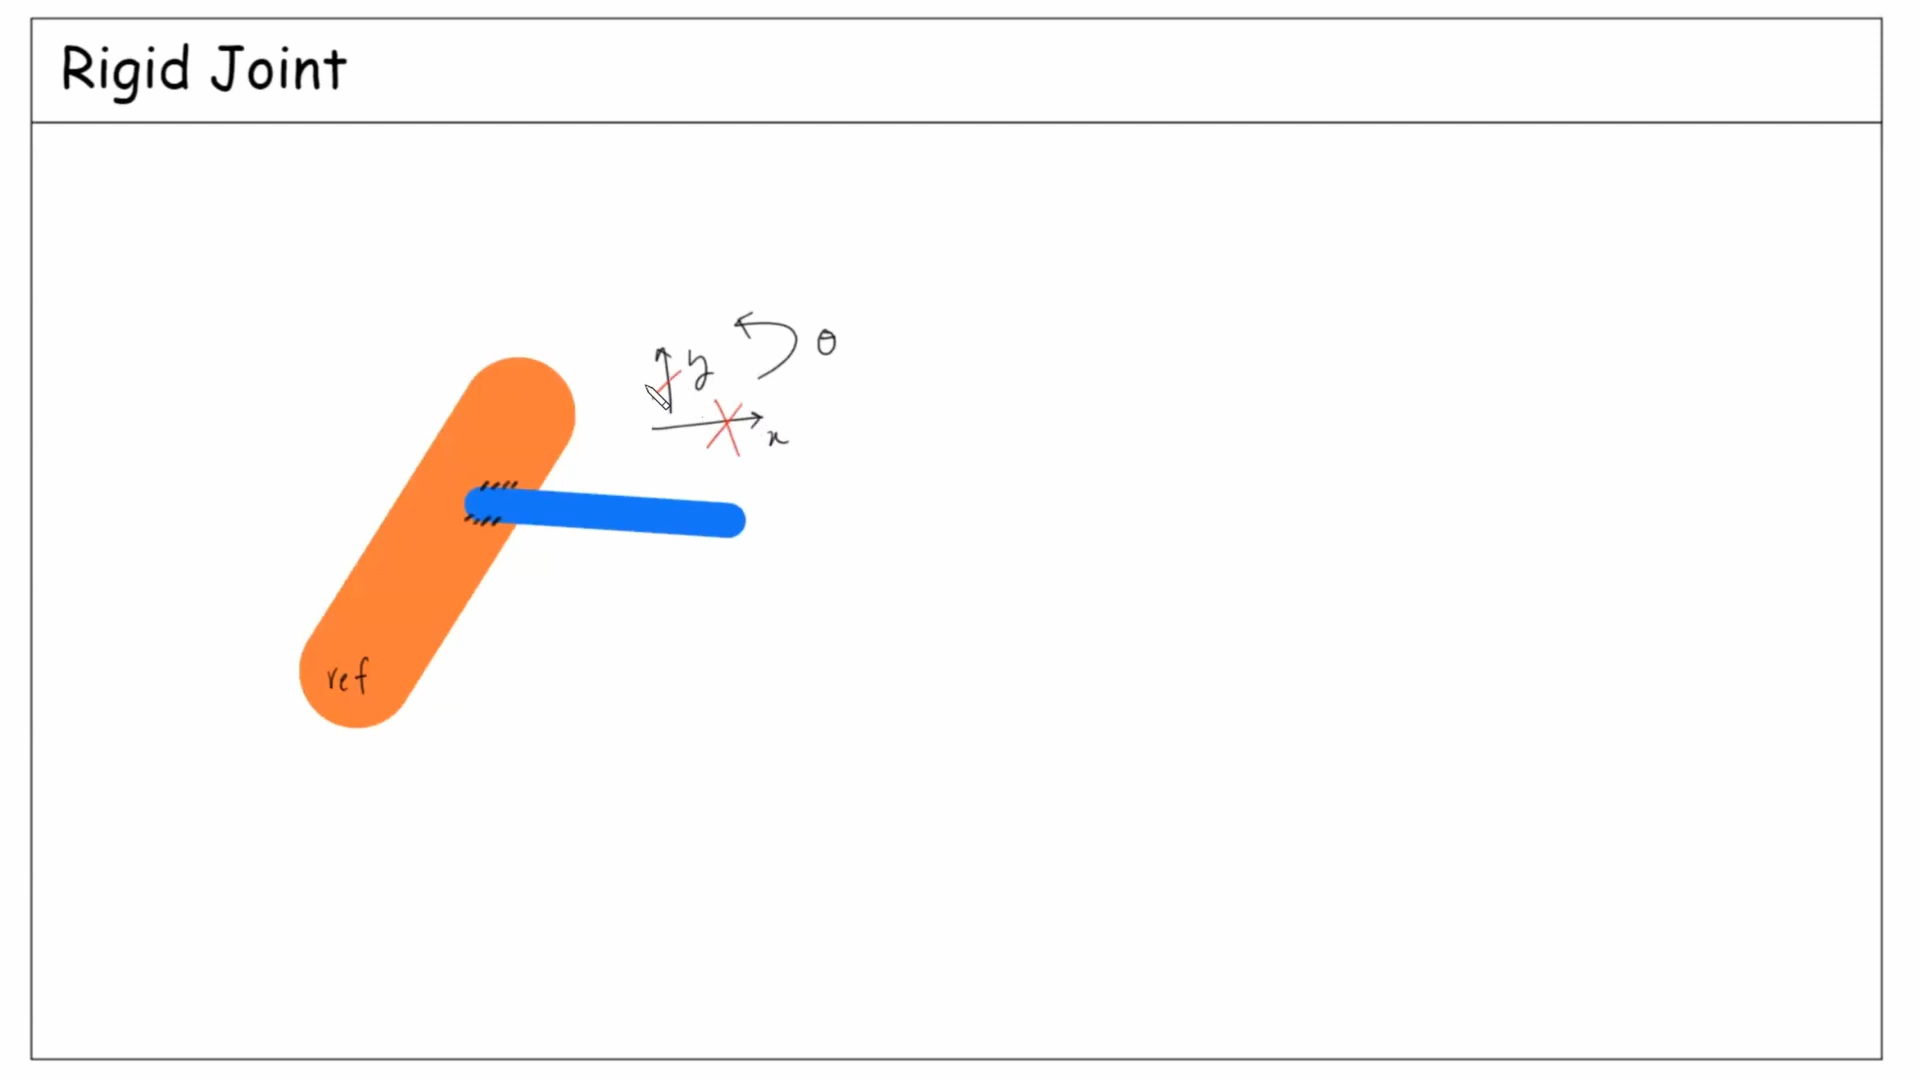 Rigid Joint
θ
y
x
ref